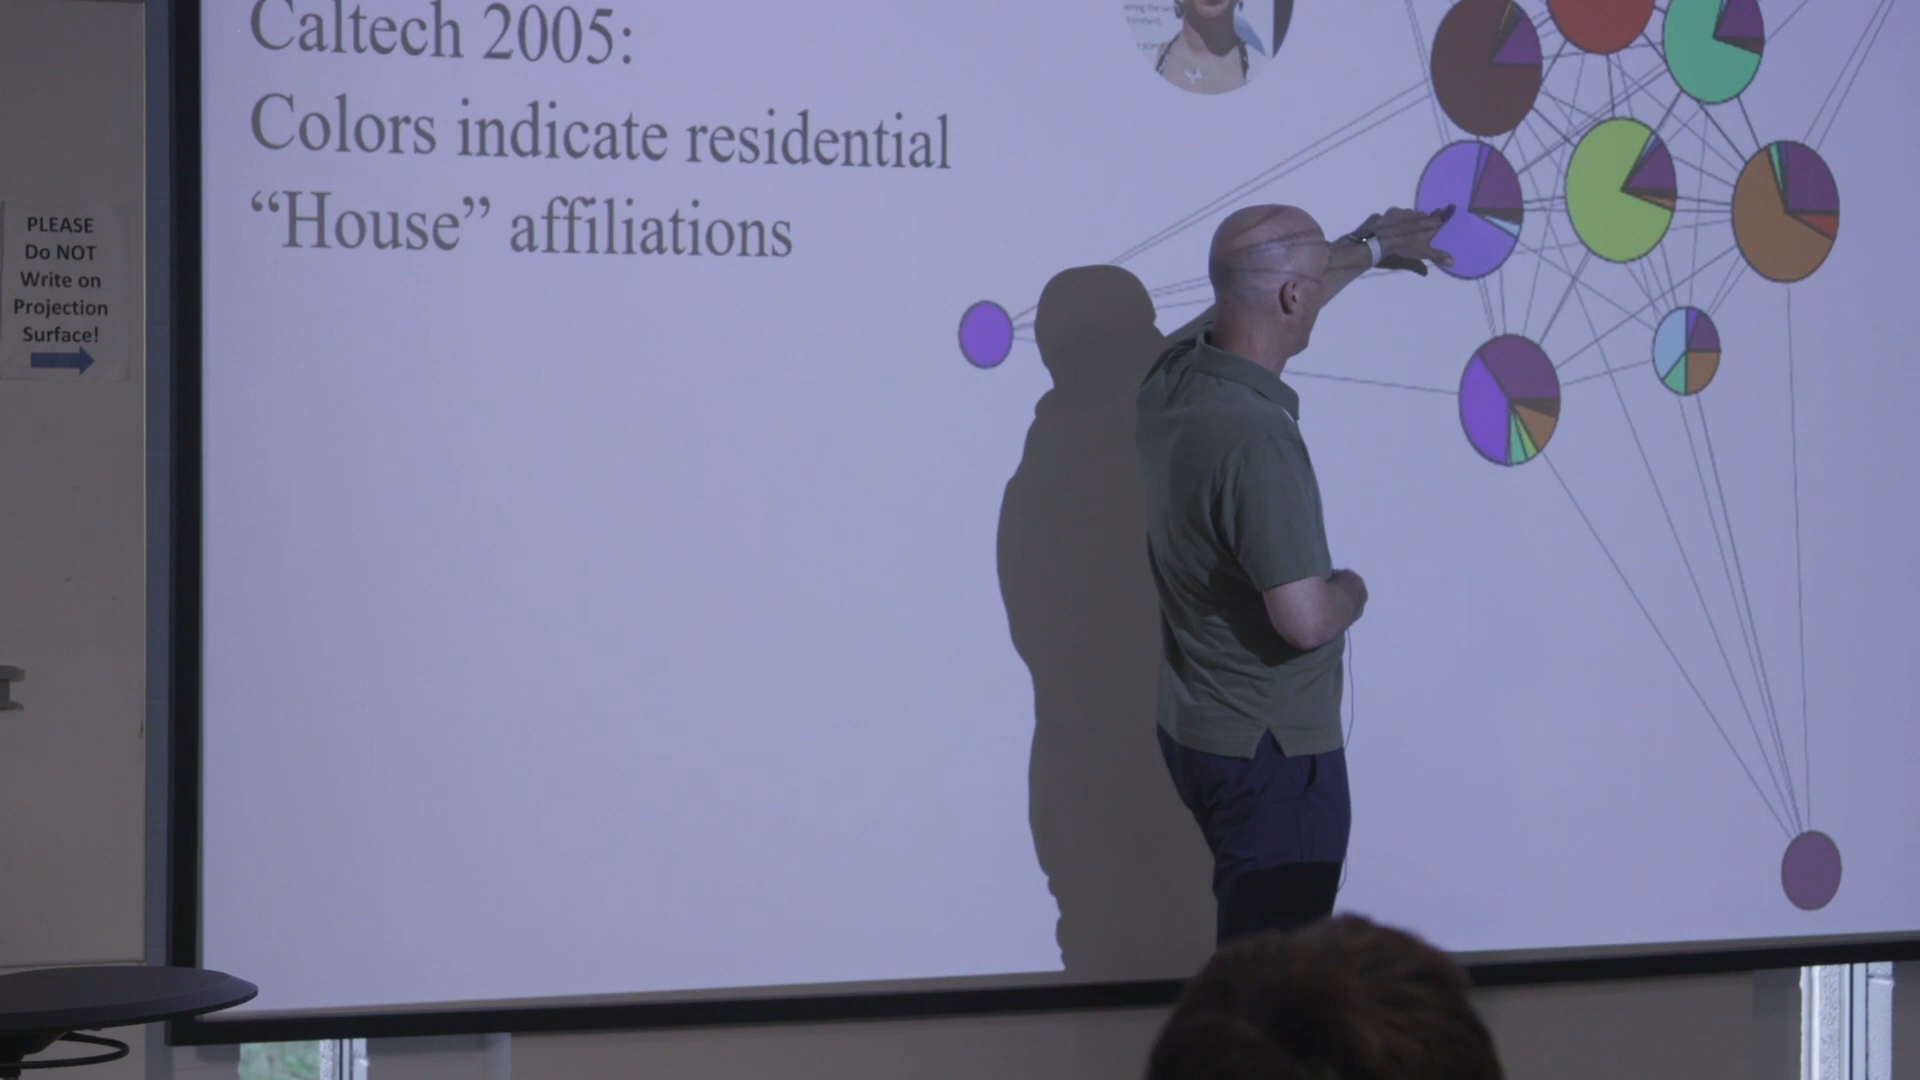 Caltech 2005:
Colors indicate residential
“House” affiliations
PLEASE
Do NOT
Write on
Projection
Surface!